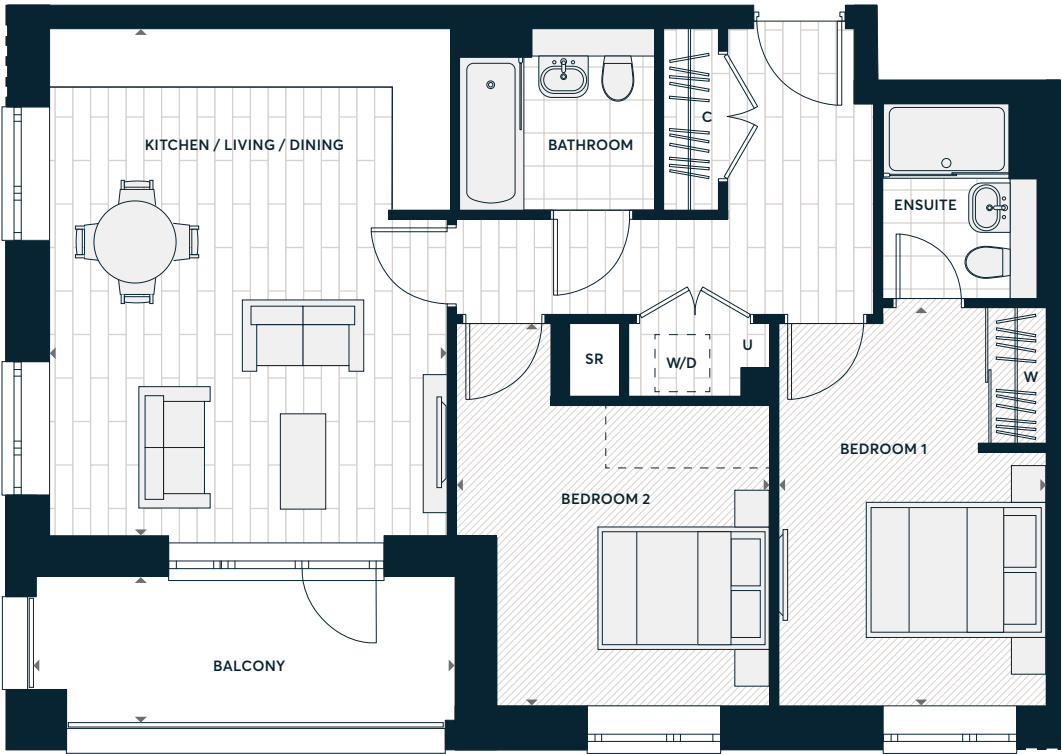 C
KITCHEN / LIVING / DINING
BATHROOM
ENSUITE
SR
W/D
U
W
BEDROOM 1
BEDROOM 2
BALCONY